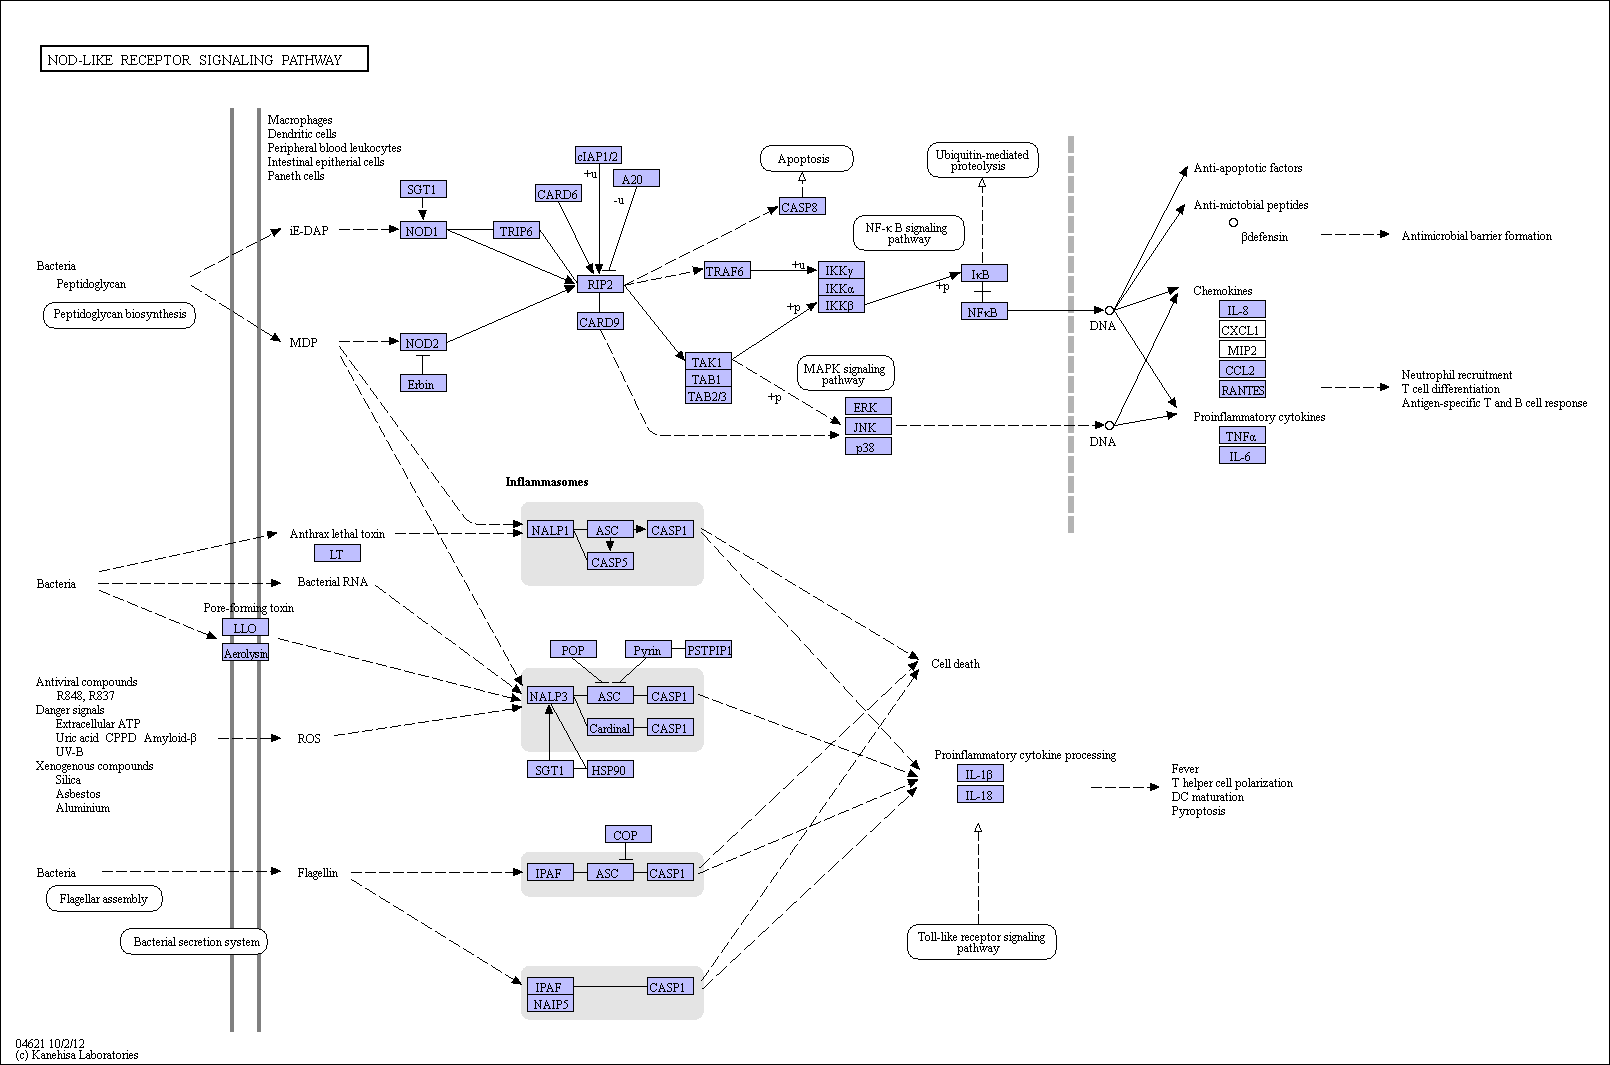 NOD-LIKE RECEPTOR SIGNALING PATHWAY
Macrophages
Dendritic cells
Peripheral blood leukocytes
Intestinal epitherial cells
Paneth cells
SGT1
cIAP1/2
+u
A20
-u
CARD6
Apoptosis
CASP8
Ubiquitin-mediated
proteolysis
NF-κ B signaling
pathway
iE-DAP
NOD1
TRIP6
Bacteria
Peptidoglycan
Peptidoglycan biosynthesis
RIP2
CARD9
TRAF6
+u
IKKγ
IKKα
IKKβ
+p
+p
IκB
NFκB
DNA
MDP
NOD2
Erbin
TAK1
TAB1
TAB2/3
+p
MAPK signaling
pathway
ERK
JNK
p38
DNA
Anti-apoptotic factors
Anti-mictobial peptides
βdefensin
Antimicrobial barrier formation
Chemokines
IL-8
CXCL1
MIP2
CCL2
RANTES
Neutrophil recruitment
T cell differentiation
Antigen-specific T and B cell response
Proinflammatory cytokines
TNFα
IL-6
Inflammasomes
Anthrax lethal toxin
LT
NALP1
ASC
CASP1
CASP5
Bacteria
Bacterial RNA
Pore-forming toxin
LLO
Aerolysin
POP
Pyrin
PSTPIP1
NALP3
ASC
CASP1
Cardinal
CASP1
SGT1
HSP90
Antiviral compounds
R848, R837
Danger signals
Extracellular ATP
Uric acid CPPD Amyloid-β
UV-B
Xenogenous compounds
Silica
Asbestos
Aluminium
ROS
Cell death
Proinflammatory cytokine processing
IL-1β
IL-18
Fever
T helper cell polarization
DC maturation
Pyroptosis
COP
Bacteria
Flagellin
IPAF
ASC
CASP1
Flagellar assembly
Bacterial secretion system
Toll-like receptor signaling
pathway
IPAF
NAIP5
CASP1
04621 10/2/12
(c) Kanehisa Laboratories